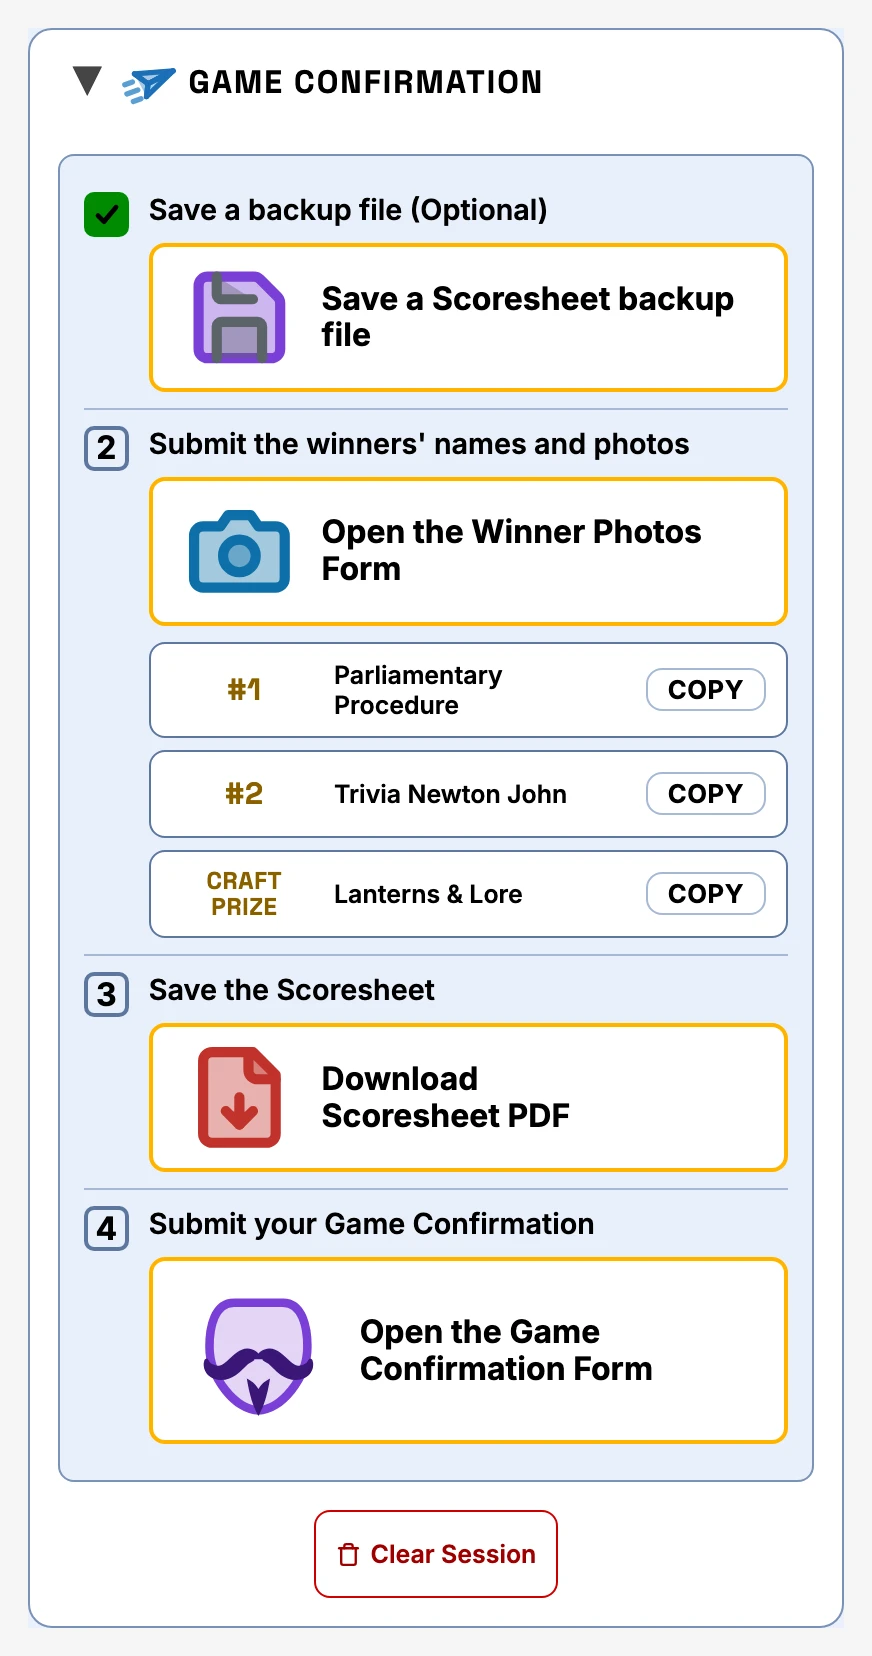 GAME CONFIRMATION
Save a backup file (Optional)
Save a Scoresheet backup
file
2
Submit the winners' names and photos
Open the Winner Photos
Form
#1
Parliamentary
Procedure
COPY
#2
Trivia Newton John
COPY
CRAFT
PRIZE
Lanterns & Lore
COPY
3
Save the Scoresheet
Download
Scoresheet PDF
4
Submit your Game Confirmation
Open the Game
Confirmation Form
Clear Session